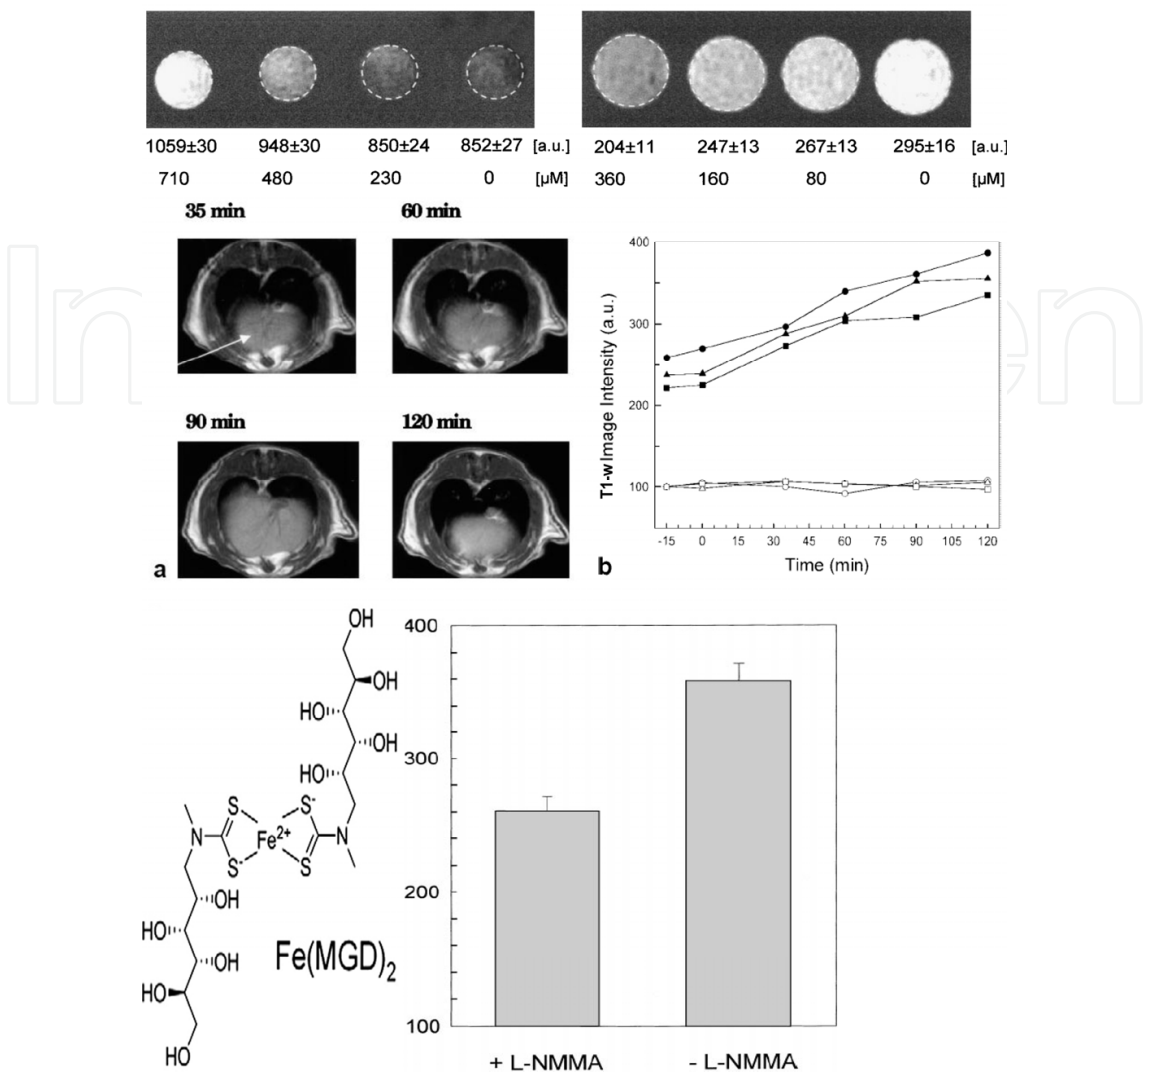 1059±30 948±30 850±24 852±27 [a.u.]
710 480 230 0 [µM]
204±11 247±13 267±13 295±16 [a.u.]
360 160 80 0 [µM]
35 min 60 min
90 min 120 min
a
400
300
200
100
T1-w Image Intensity (a.u.)
-15 0 15 30 45 60 75 90 105 120
Time (min)
b
OH
OH
HO
OH
HO
S S-
N Fe2+ N
S- S
OH
HO
OH
HO
HO
Fe(MGD)2
400
300
200
100
+ L-NMMA - L-NMMA